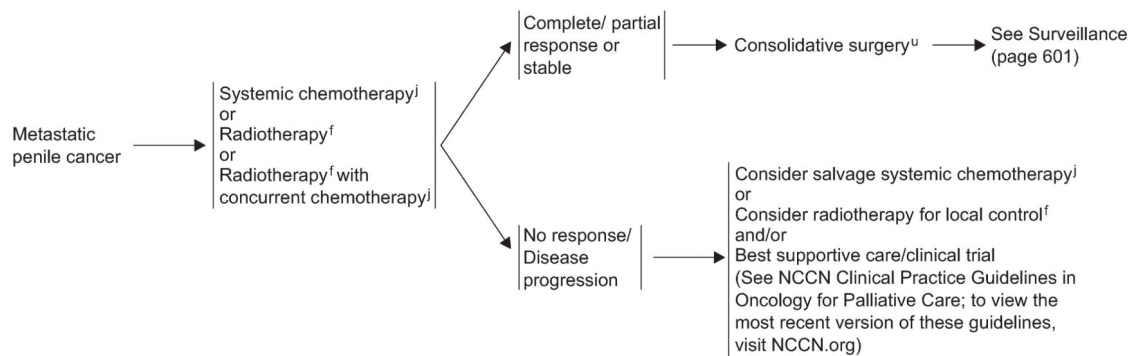 Metastatic
penile cancer
Systemic chemotherapyʲ
or
Radiotherapyᶠ
or
Radiotherapyᶠ with
concurrent chemotherapyʲ
Complete/ partial
response or
stable
Consolidative surgeryᵘ
See Surveillance
(page 601)
No response/
Disease
progression
Consider salvage systemic chemotherapyʲ
or
Consider radiotherapy for local controlᶠ
and/or
Best supportive care/clinical trial
(See NCCN Clinical Practice Guidelines in
Oncology for Palliative Care; to view the
most recent version of these guidelines,
visit NCCN.org)